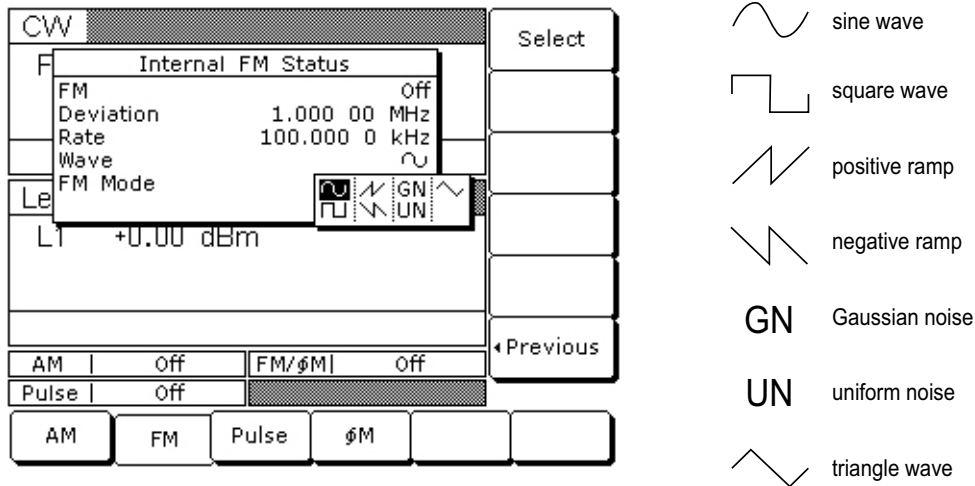 CW
Select
F
Internal FM Status
FM Off
Deviation 1.000 00 MHz
Rate 100.000 0 kHz
Wave
FM Mode
GN
UN
Le
L1 +0.00 dBm
◂Previous
AM | Off FM/ϕM| Off
Pulse | Off
AM FM Pulse ϕM
sine wave
square wave
positive ramp
negative ramp
GN Gaussian noise
UN uniform noise
triangle wave